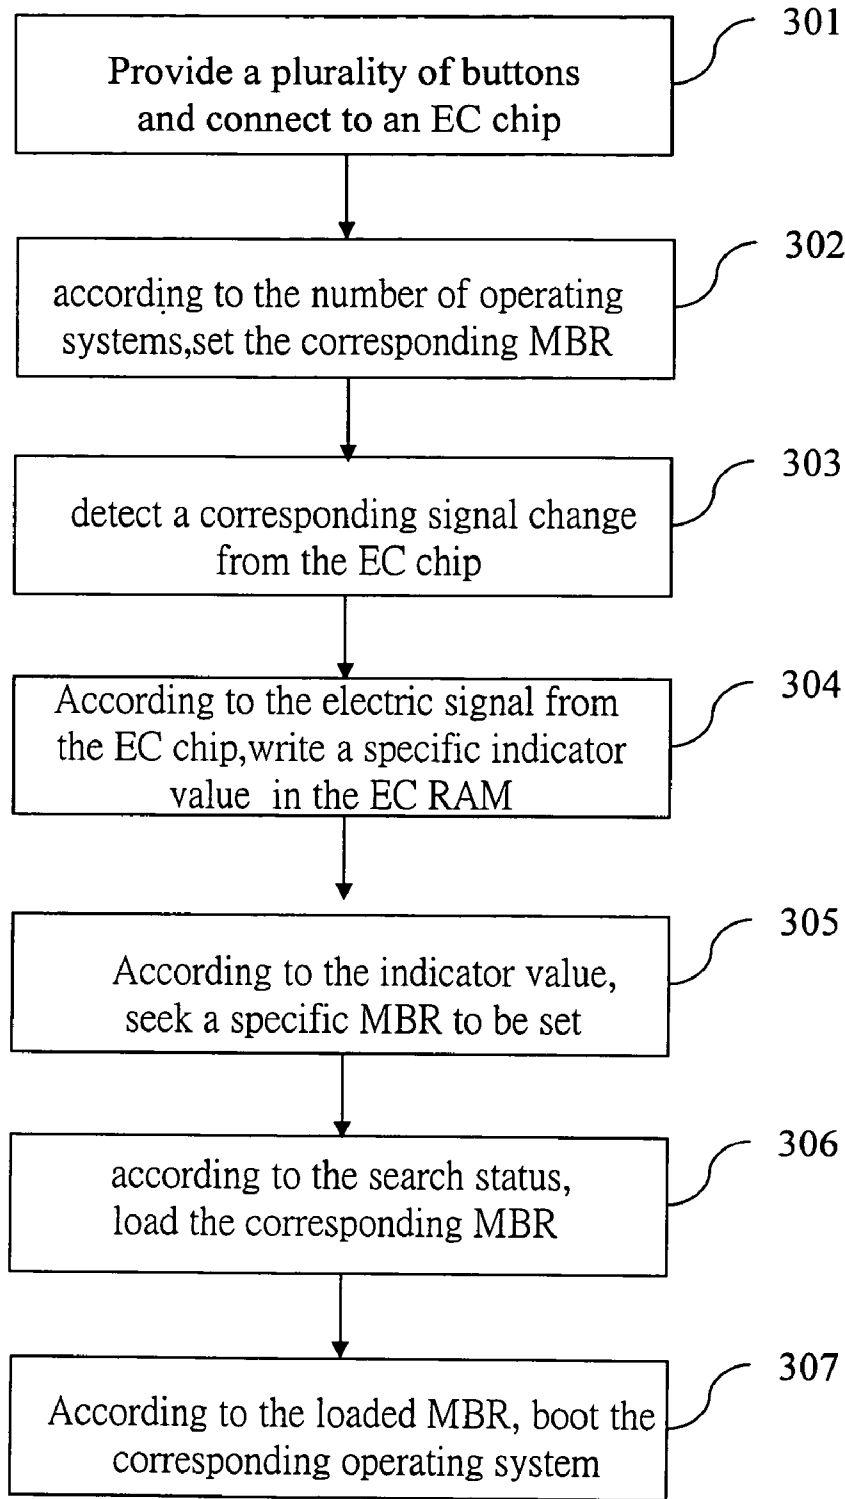 301
Provide a plurality of buttons
and connect to an EC chip
302
according to the number of operating
systems,set the corresponding MBR
303
detect a corresponding signal change
from the EC chip
304
According to the electric signal from
the EC chip,write a specific indicator
value in the EC RAM
305
According to the indicator value,
seek a specific MBR to be set
306
according to the search status,
load the corresponding MBR
307
According to the loaded MBR, boot the
corresponding operating system